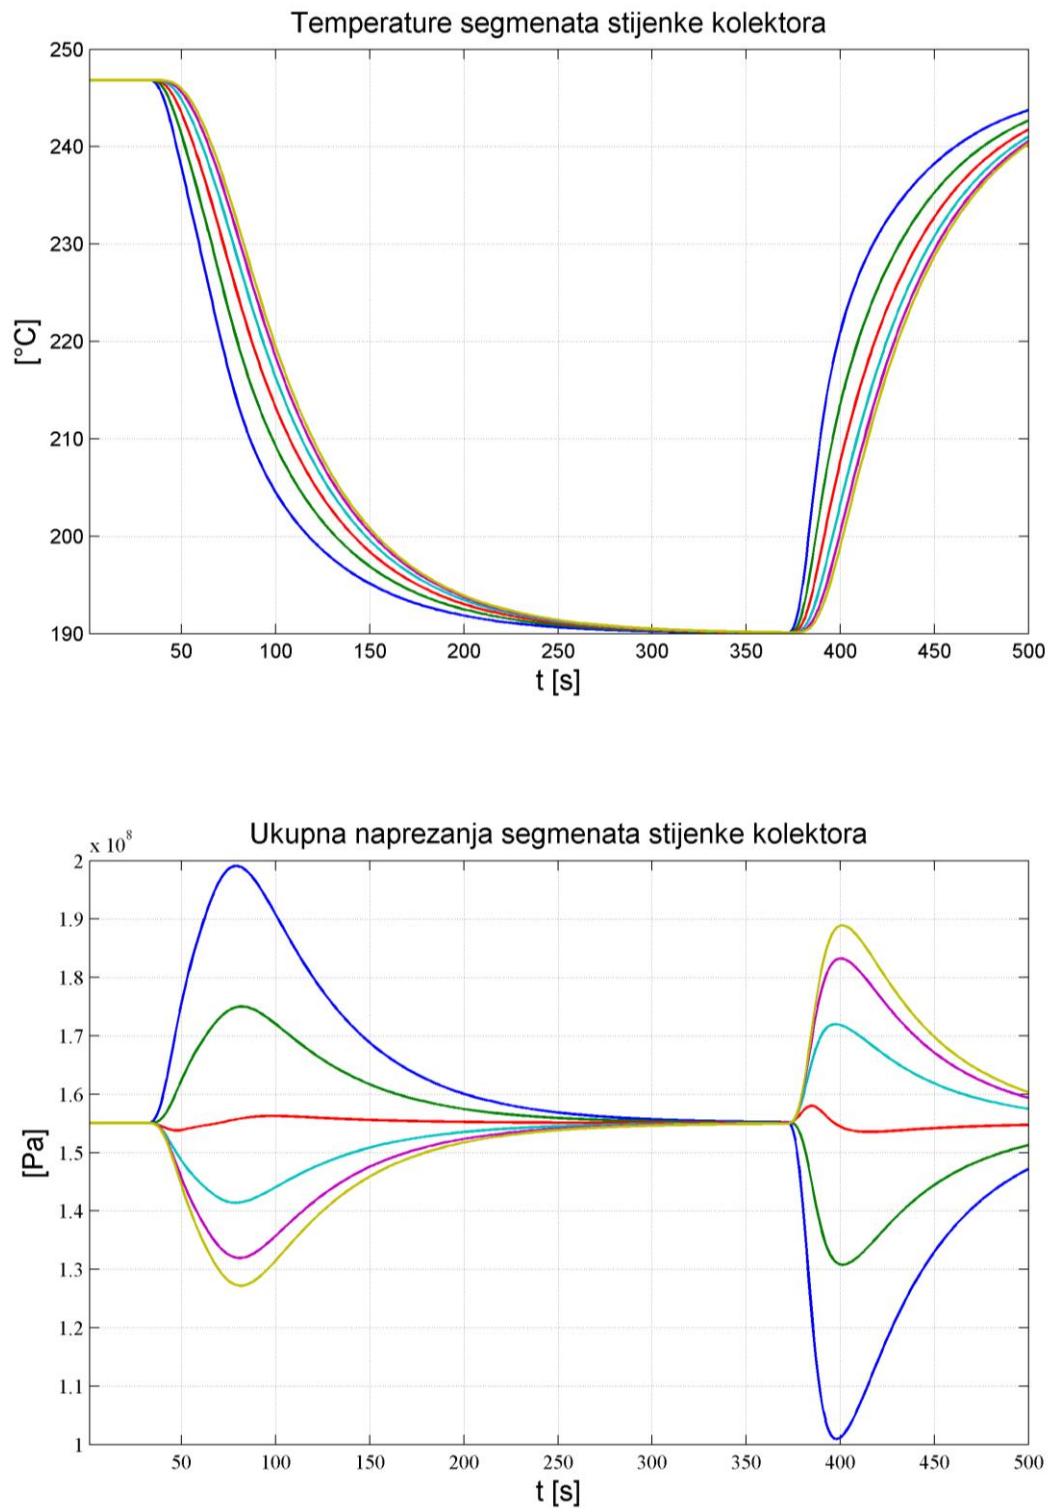 Temperature segmenata stijenke kolektora
250
240
230
220
210
200
190
[°C]
50 100 150 200 250 300 350 400 450 500
t [s]
Ukupna naprezanja segmenata stijenke kolektora
x 10^8
2
1.9
1.8
1.7
1.6
1.5
1.4
1.3
1.2
1.1
1
[Pa]
50 100 150 200 250 300 350 400 450 500
t [s]